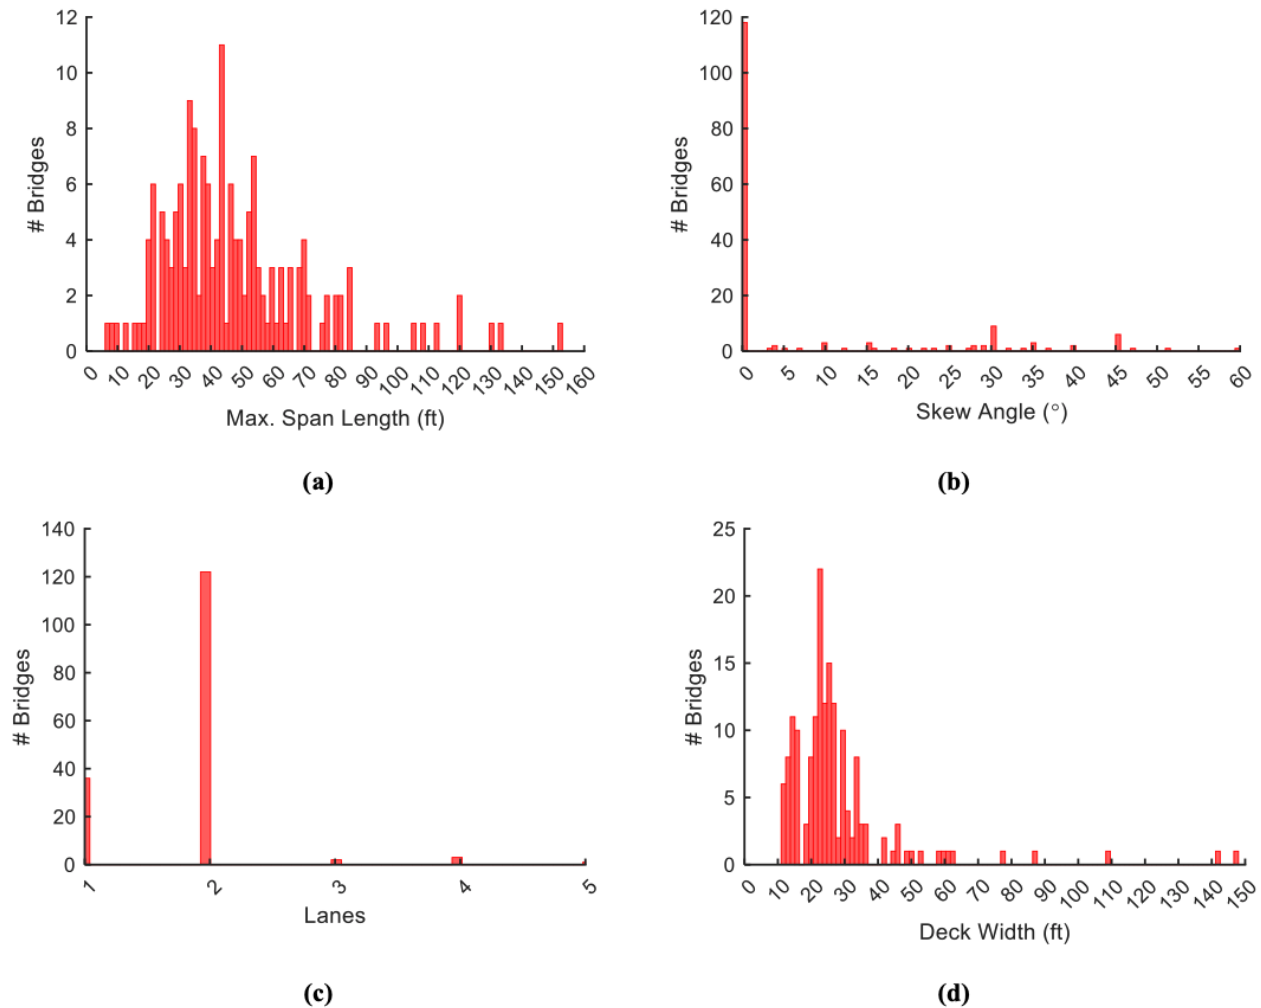 12
10
8
6
4
2
0
# Bridges
0 10 20 30 40 50 60 70 80 90 100 110 120 130 140 150 160
Max. Span Length (ft)
(a)
120
100
80
60
40
20
0
# Bridges
0 5 10 15 20 25 30 35 40 45 50 55 60
Skew Angle (°)
(b)
140
120
100
80
60
40
20
0
# Bridges
1 2 3 4 5
Lanes
(c)
25
20
15
10
5
0
# Bridges
0 10 20 30 40 50 60 70 80 90 100 110 120 130 140 150
Deck Width (ft)
(d)